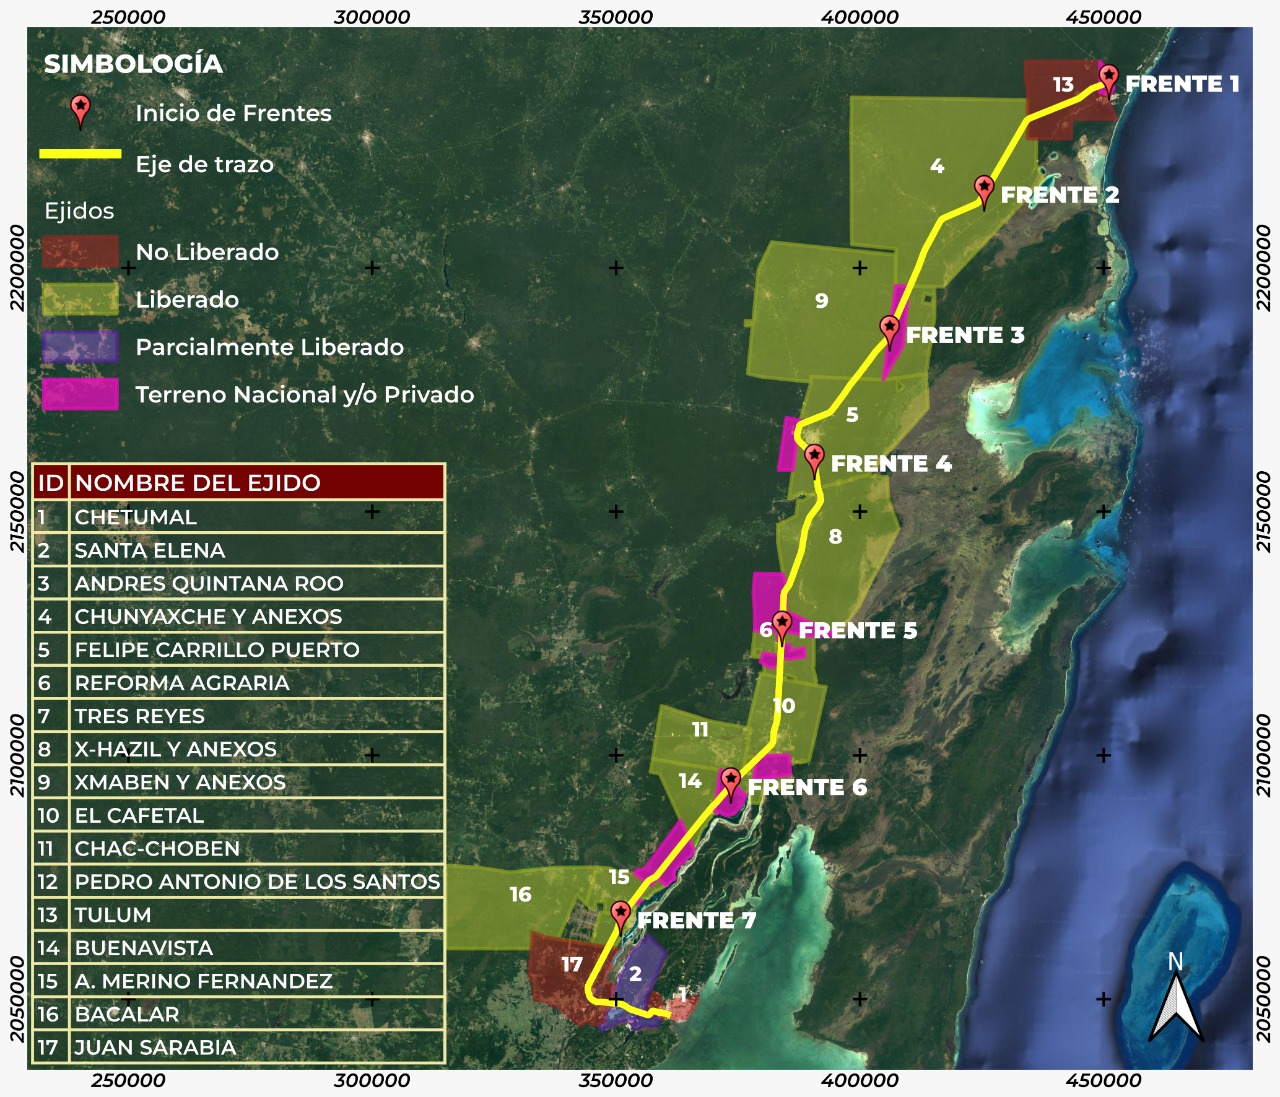 250000 300000 350000 400000 450000
SIMBOLOGÍA
Inicio de Frentes
Eje de trazo
Ejidos
No Liberado
Liberado
Parcialmente Liberado
Terreno Nacional y/o Privado
ID NOMBRE DEL EJIDO
1 CHETUMAL
2 SANTA ELENA
3 ANDRES QUINTANA ROO
4 CHUNYAXCHE Y ANEXOS
5 FELIPE CARRILLO PUERTO
6 REFORMA AGRARIA
7 TRES REYES
8 X-HAZIL Y ANEXOS
9 XMABEN Y ANEXOS
10 EL CAFETAL
11 CHAC-CHOBEN
12 PEDRO ANTONIO DE LOS SANTOS
13 TULUM
14 BUENAVISTA
15 A. MERINO FERNANDEZ
16 BACALAR
17 JUAN SARABIA
13
FRENTE 1
4
FRENTE 2
9
FRENTE 3
5
FRENTE 4
8
6
FRENTE 5
10
11
14
FRENTE 6
15
16
FRENTE 7
17
2
1
N
2200000
2150000
2100000
2050000
2200000
2150000
2100000
2050000
250000 300000 350000 400000 450000